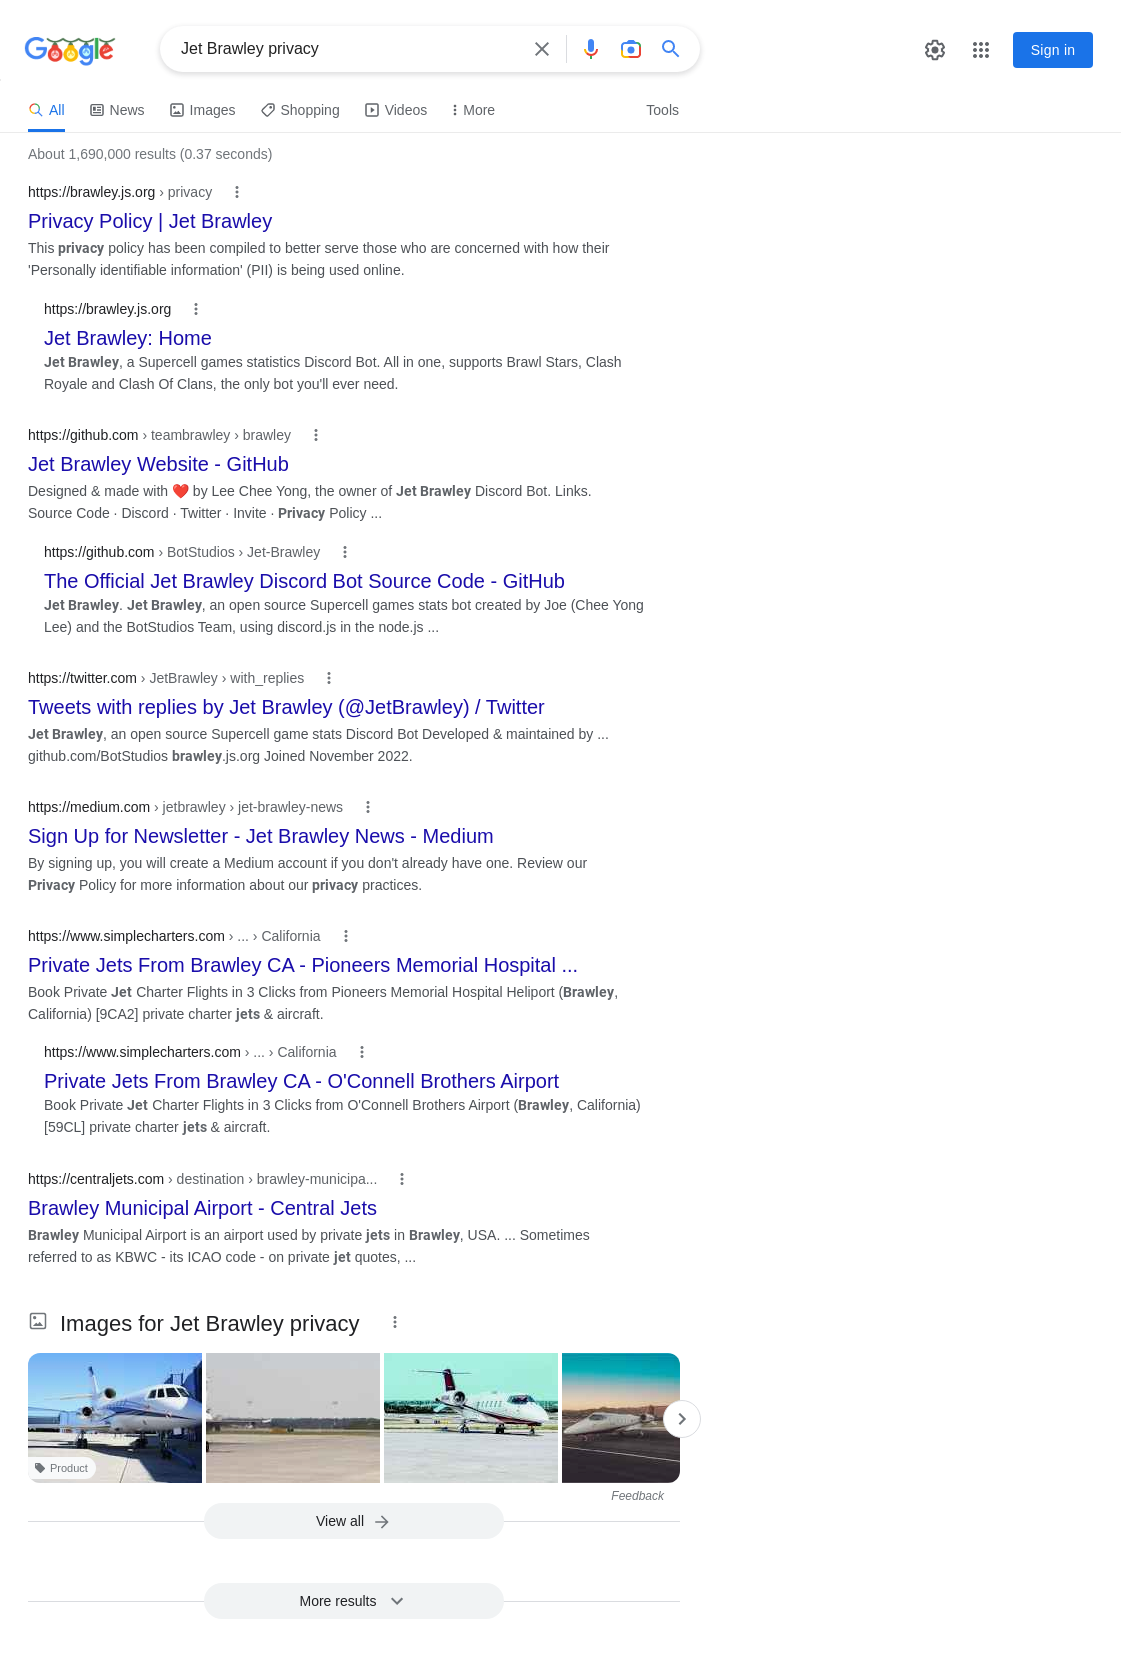 Google
Jet Brawley privacy
Sign in
All
News
Images
Shopping
Videos
More
Tools
About 1,690,000 results (0.37 seconds)
https://brawley.js.org › privacy
Privacy Policy | Jet Brawley
This privacy policy has been compiled to better serve those who are concerned with how their
'Personally identifiable information' (PII) is being used online.
https://brawley.js.org
Jet Brawley: Home
Jet Brawley, a Supercell games statistics Discord Bot. All in one, supports Brawl Stars, Clash
Royale and Clash Of Clans, the only bot you'll ever need.
https://github.com › teambrawley › brawley
Jet Brawley Website - GitHub
Designed & made with ❤️ by Lee Chee Yong, the owner of Jet Brawley Discord Bot. Links.
Source Code · Discord · Twitter · Invite · Privacy Policy ...
https://github.com › BotStudios › Jet-Brawley
The Official Jet Brawley Discord Bot Source Code - GitHub
Jet Brawley. Jet Brawley, an open source Supercell games stats bot created by Joe (Chee Yong
Lee) and the BotStudios Team, using discord.js in the node.js ...
https://twitter.com › JetBrawley › with_replies
Tweets with replies by Jet Brawley (@JetBrawley) / Twitter
Jet Brawley, an open source Supercell game stats Discord Bot Developed & maintained by ...
github.com/BotStudios brawley.js.org Joined November 2022.
https://medium.com › jetbrawley › jet-brawley-news
Sign Up for Newsletter - Jet Brawley News - Medium
By signing up, you will create a Medium account if you don't already have one. Review our
Privacy Policy for more information about our privacy practices.
https://www.simplecharters.com › ... › California
Private Jets From Brawley CA - Pioneers Memorial Hospital ...
Book Private Jet Charter Flights in 3 Clicks from Pioneers Memorial Hospital Heliport (Brawley,
California) [9CA2] private charter jets & aircraft.
https://www.simplecharters.com › ... › California
Private Jets From Brawley CA - O'Connell Brothers Airport
Book Private Jet Charter Flights in 3 Clicks from O'Connell Brothers Airport (Brawley, California)
[59CL] private charter jets & aircraft.
https://centraljets.com › destination › brawley-municipa...
Brawley Municipal Airport - Central Jets
Brawley Municipal Airport is an airport used by private jets in Brawley, USA. ... Sometimes
referred to as KBWC - its ICAO code - on private jet quotes, ...
Images for Jet Brawley privacy
Product
Feedback
View all
More results